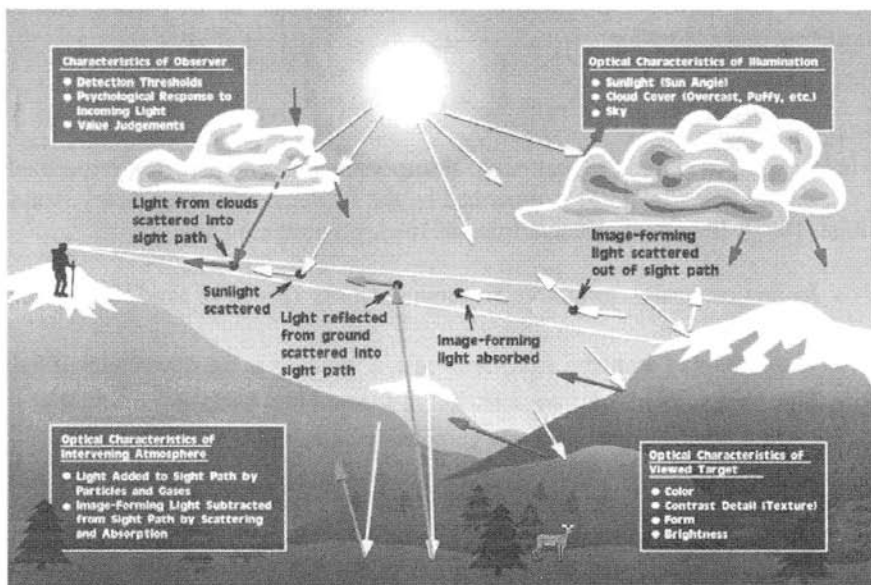 Characteristics of Observer
Detection Thresholds
Psychological Response to
Incoming Light
Value Judgements
Optical Characteristics of Illumination
Sunlight (Sun Angle)
Cloud Cover (Overcast, Puffy, etc.)
Sky
Light from clouds
scattered into
sight path
Image-forming
light scattered
out of sight path
Sunlight
scattered
Light reflected
from ground
scattered into
sight path
Image-forming
light absorbed
Optical Characteristics of
Intervening Atmosphere
Light Added to Sight Path by
Particles and Gases
Image-Forming Light Subtracted
from Sight Path by Scattering
and Absorption
Optical Characteristics of
Viewed Target
Color
Contrast Detail (Texture)
Form
Brightness